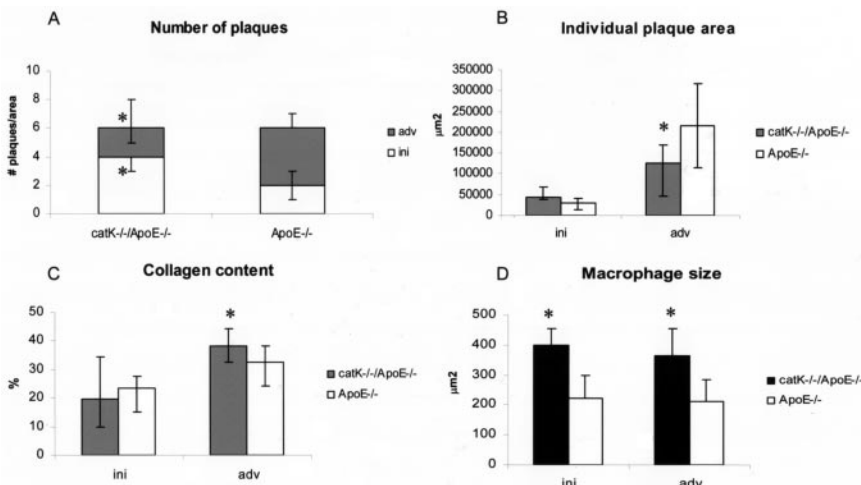 A
Number of plaques
# plaques/area
10
8
6
4
2
0
*
*
catK-/-/ApoE-/-
ApoE-/-
adv
ini
B
Individual plaque area
µm2
350000
300000
250000
200000
150000
100000
50000
0
*
ini
adv
catK-/-/ApoE-/-
ApoE-/-
C
Collagen content
%
50
40
30
20
10
0
*
ini
adv
catK-/-/ApoE-/-
ApoE-/-
D
Macrophage size
µm2
500
400
300
200
100
0
*
*
ini
adv
catK-/-/ApoE-/-
ApoE-/-